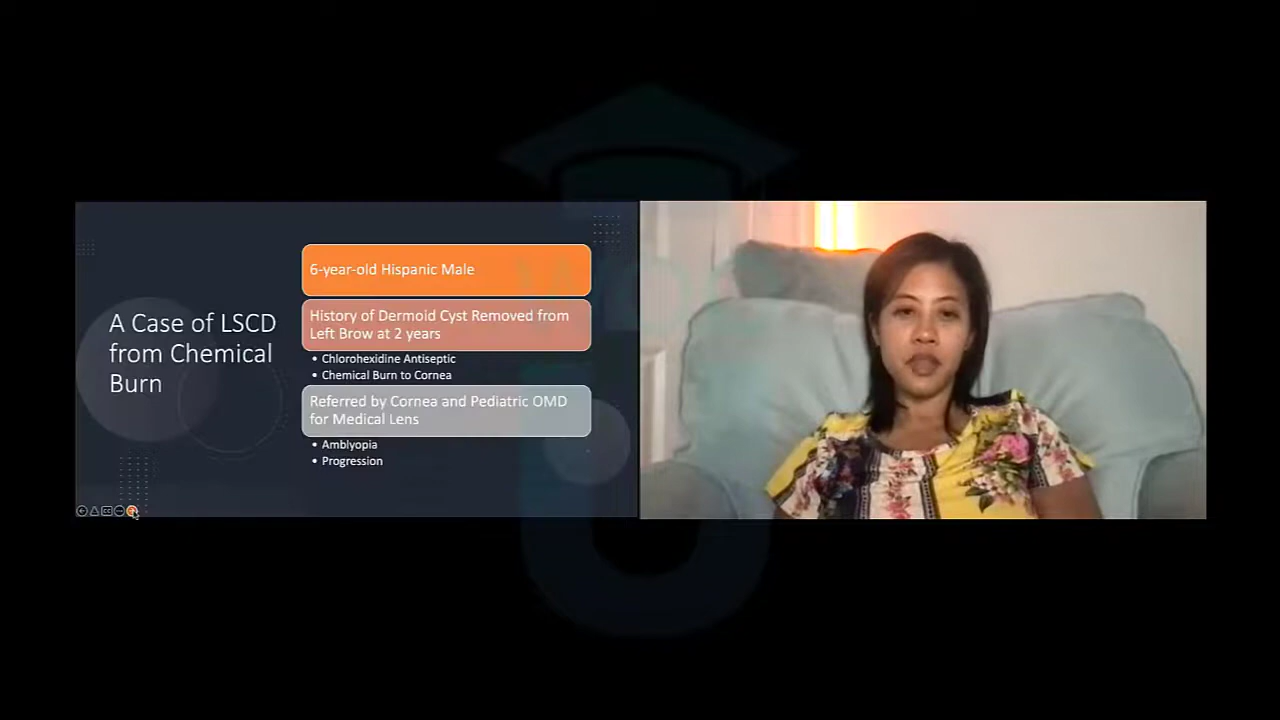 A Case of LSCD
from Chemical
Burn
6-year-old Hispanic Male
History of Dermoid Cyst Removed from
Left Brow at 2 years
• Chlorohexidine Antiseptic
• Chemical Burn to Cornea
Referred by Cornea and Pediatric OMD
for Medical Lens
• Amblyopia
• Progression